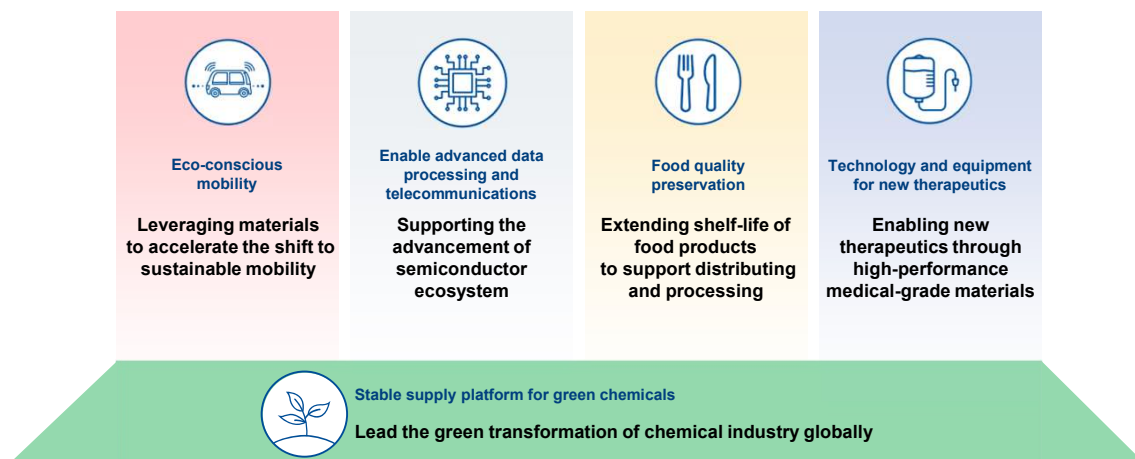 Eco-conscious
mobility
Leveraging materials
to accelerate the shift to
sustainable mobility
Enable advanced data
processing and
telecommunications
Supporting the
advancement of
semiconductor
ecosystem
Food quality
preservation
Extending shelf-life of
food products
to support distributing
and processing
Technology and equipment
for new therapeutics
Enabling new
therapeutics through
high-performance
medical-grade materials
Stable supply platform for green chemicals
Lead the green transformation of chemical industry globally